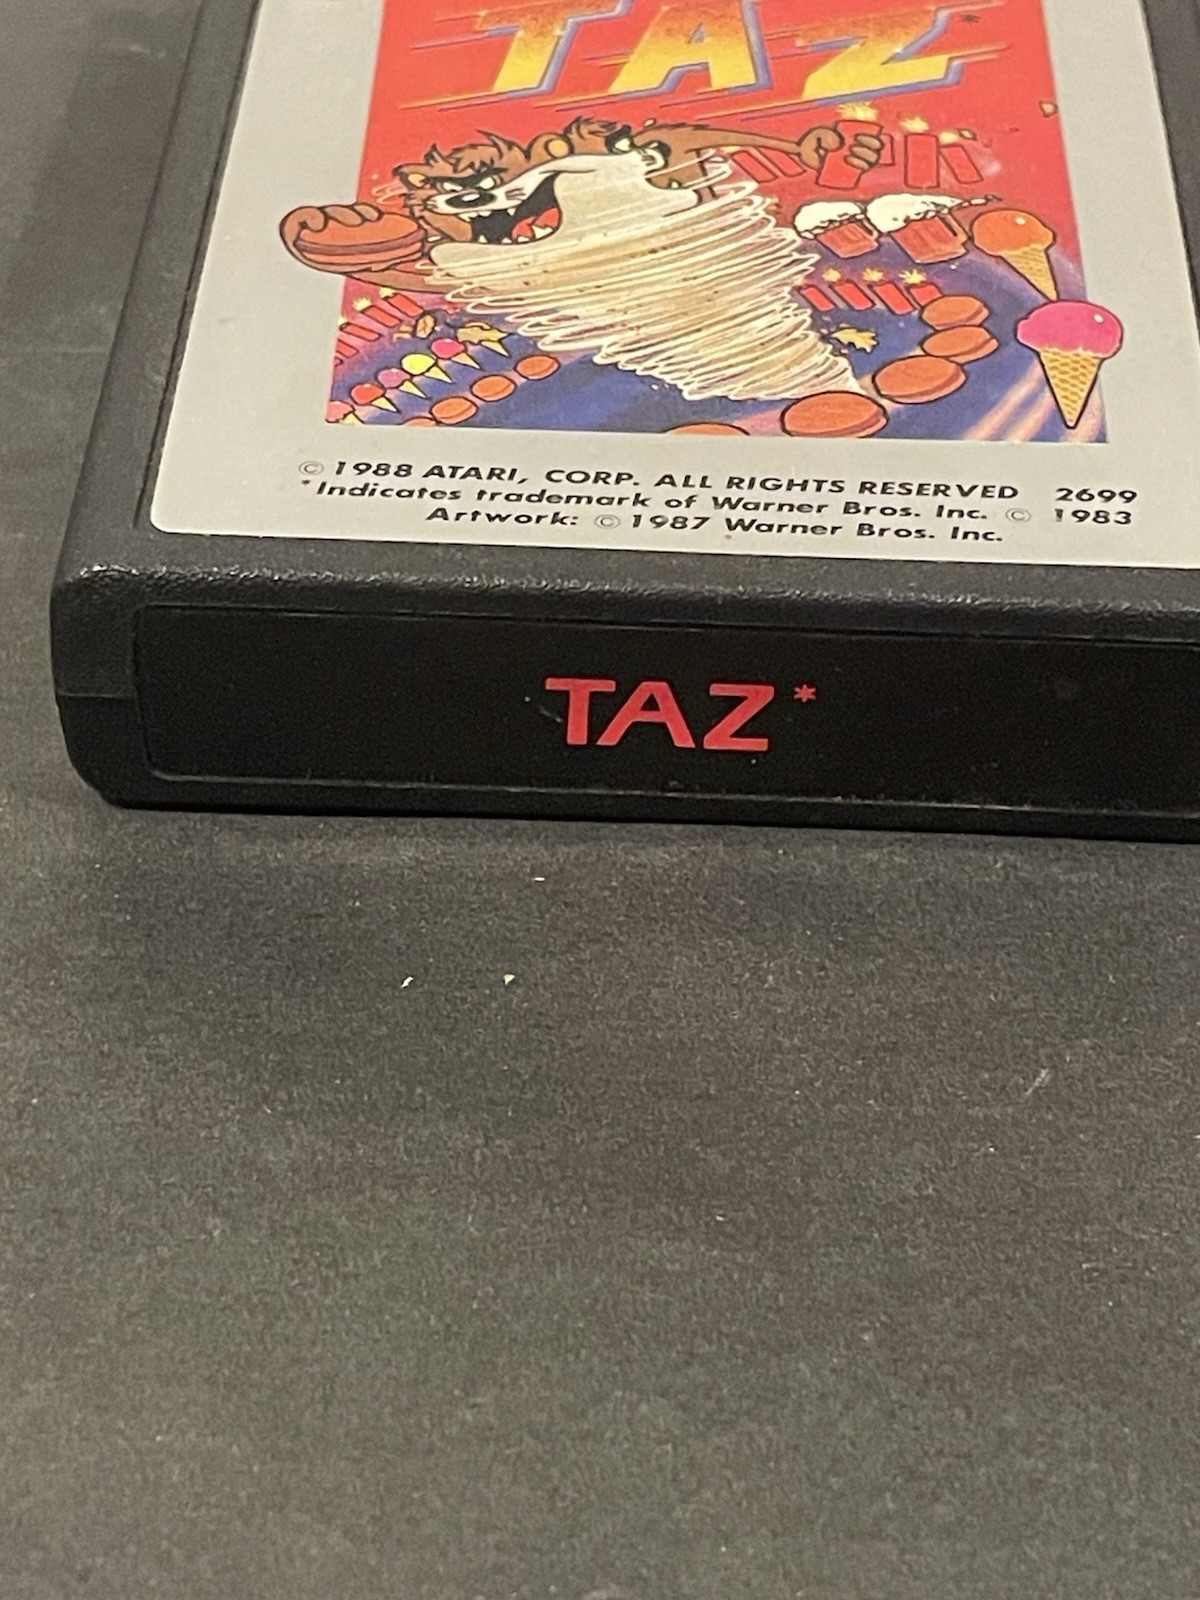 TAZ*
© 1988 ATARI, CORP. ALL RIGHTS RESERVED 2699
*Indicates trademark of Warner Bros. Inc. © 1983
Artwork: © 1987 Warner Bros. Inc.
TAZ*